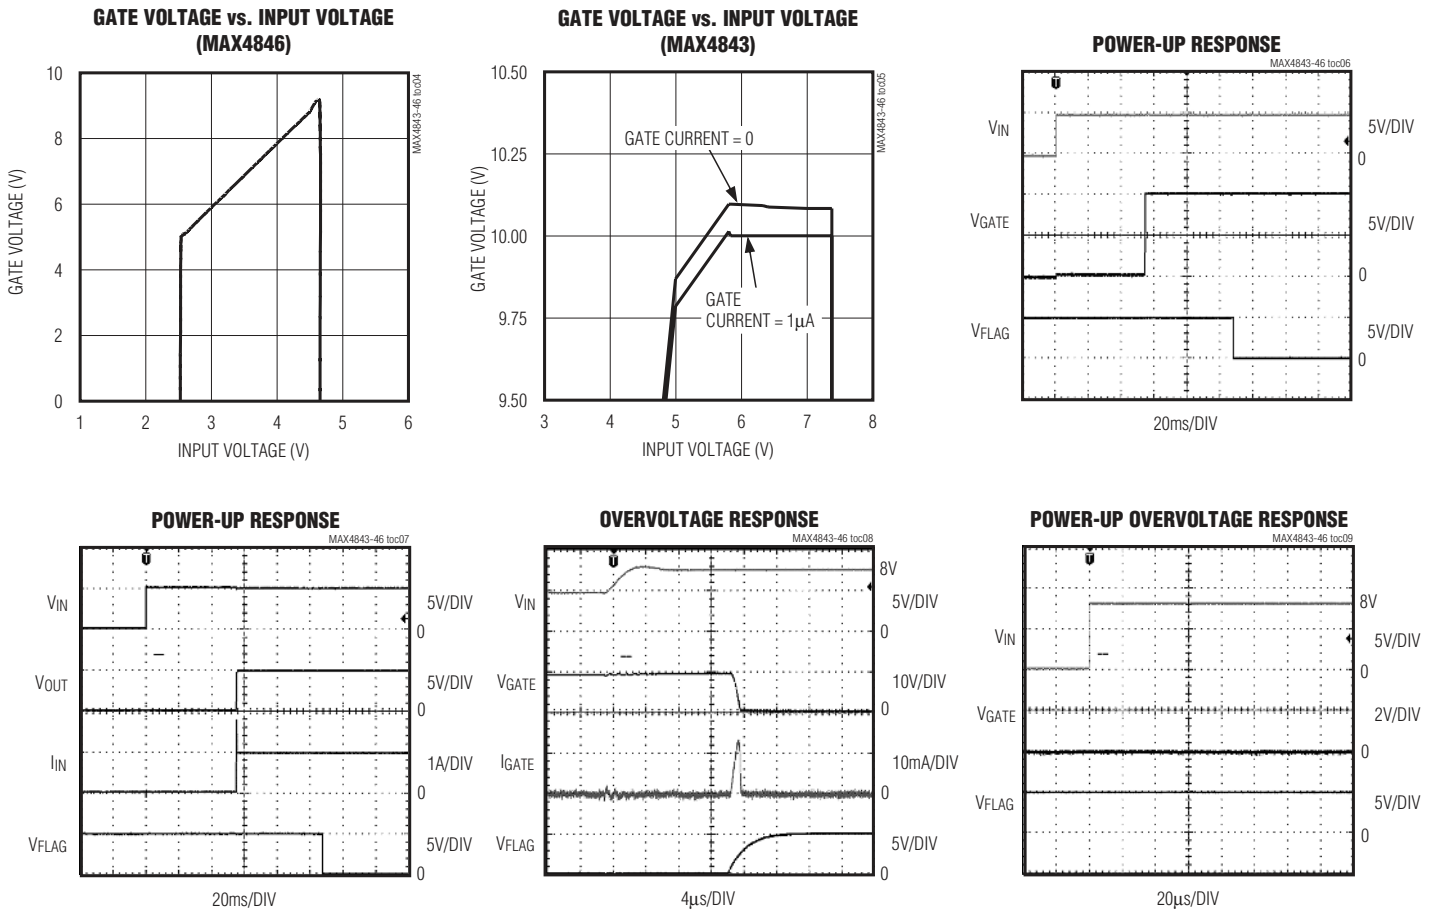 GATE VOLTAGE vs. INPUT VOLTAGE
(MAX4846)
MAX4843-46 toc04
GATE VOLTAGE (V)
10
8
6
4
2
0
1 2 3 4 5 6
INPUT VOLTAGE (V)
GATE VOLTAGE vs. INPUT VOLTAGE
(MAX4843)
MAX4843-46 toc05
GATE VOLTAGE (V)
10.50
10.25
10.00
9.75
9.50
GATE CURRENT = 0
GATE
CURRENT = 1µA
3 4 5 6 7 8
INPUT VOLTAGE (V)
POWER-UP RESPONSE
MAX4843-46 toc06
T
VIN
5V/DIV
0
VGATE
5V/DIV
0
VFLAG
5V/DIV
0
20ms/DIV
POWER-UP RESPONSE
MAX4843-46 toc07
T
VIN
5V/DIV
0
VOUT
5V/DIV
0
IIN
1A/DIV
0
VFLAG
5V/DIV
0
20ms/DIV
OVERVOLTAGE RESPONSE
MAX4843-46 toc08
T
8V
VIN
5V/DIV
0
VGATE
10V/DIV
0
IGATE
10mA/DIV
0
VFLAG
5V/DIV
0
4µs/DIV
POWER-UP OVERVOLTAGE RESPONSE
MAX4843-46 toc09
T
8V
VIN
5V/DIV
0
VGATE
2V/DIV
0
VFLAG
5V/DIV
0
20µs/DIV